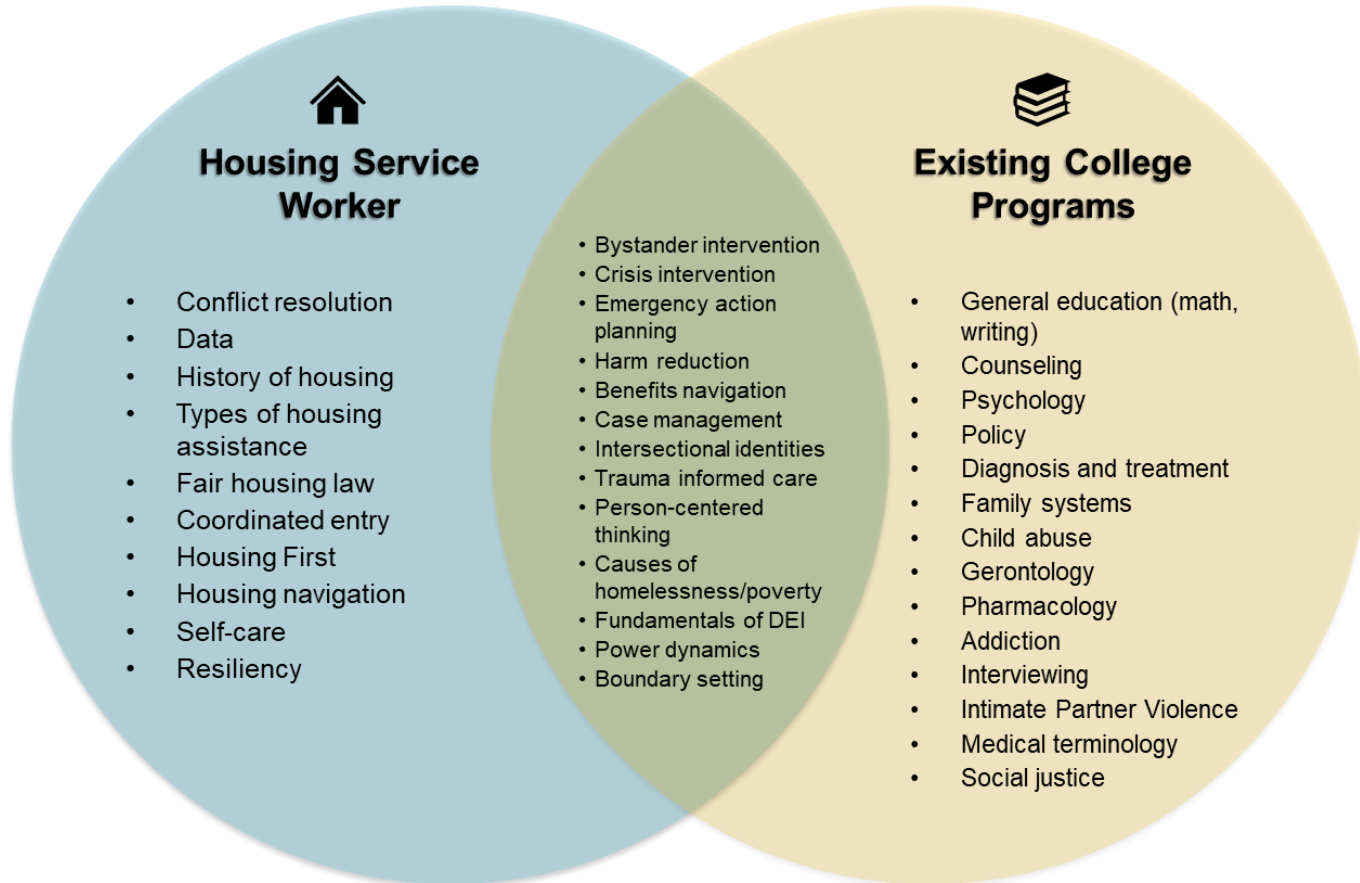 Housing Service
Worker
• Conflict resolution
• Data
• History of housing
• Types of housing
assistance
• Fair housing law
• Coordinated entry
• Housing First
• Housing navigation
• Self-care
• Resiliency
• Bystander intervention
• Crisis intervention
• Emergency action
planning
• Harm reduction
• Benefits navigation
• Case management
• Intersectional identities
• Trauma informed care
• Person-centered
thinking
• Causes of
homelessness/poverty
• Fundamentals of DEI
• Power dynamics
• Boundary setting
Existing College
Programs
• General education (math,
writing)
• Counseling
• Psychology
• Policy
• Diagnosis and treatment
• Family systems
• Child abuse
• Gerontology
• Pharmacology
• Addiction
• Interviewing
• Intimate Partner Violence
• Medical terminology
• Social justice